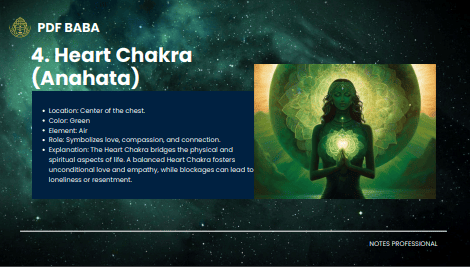 PDF BABA
4. Heart Chakra
(Anahata)
• Location: Center of the chest.
• Color: Green
• Element: Air
• Role: Symbolizes love, compassion, and connection.
• Explanation: The Heart Chakra bridges the physical and
spiritual aspects of life. A balanced Heart Chakra fosters
unconditional love and empathy, while blockages can lead to
loneliness or resentment.
NOTES PROFESSIONAL